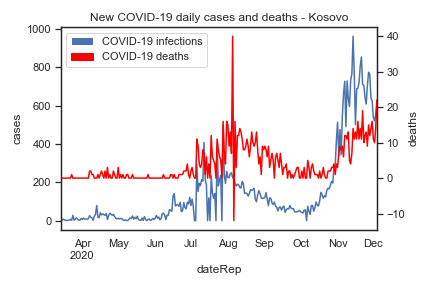 New COVID-19 daily cases and deaths - Kosovo
COVID-19 infections
COVID-19 deaths
1000
800
600
400
200
0
cases
40
30
20
10
0
−10
deaths
Apr May Jun Jul Aug Sep Oct Nov Dec
2020
dateRep